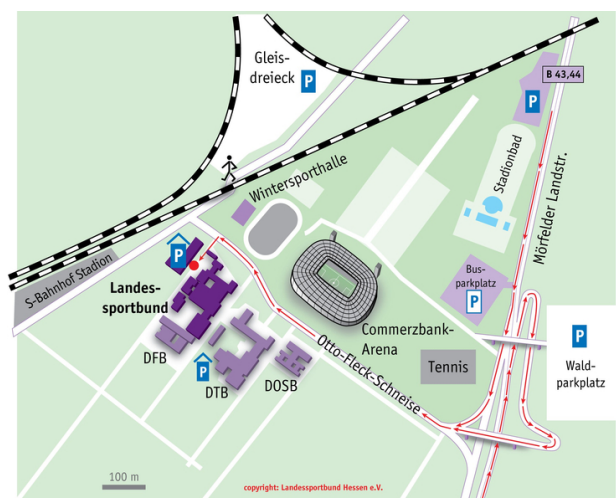 Gleis-
dreieck
P
B 43,44
P
Wintersporthalle
Stadionbad
Mörfelder Landstr.
P
S-Bahnhof Stadion
Landes-
sportbund
Bus-
parkplatz
P
Commerzbank-
Arena
P
Wald-
parkplatz
DFB
P
DTB
DOSB
Otto-Fleck-Schneise
Tennis
100 m
copyright: Landessportbund Hessen e.V.